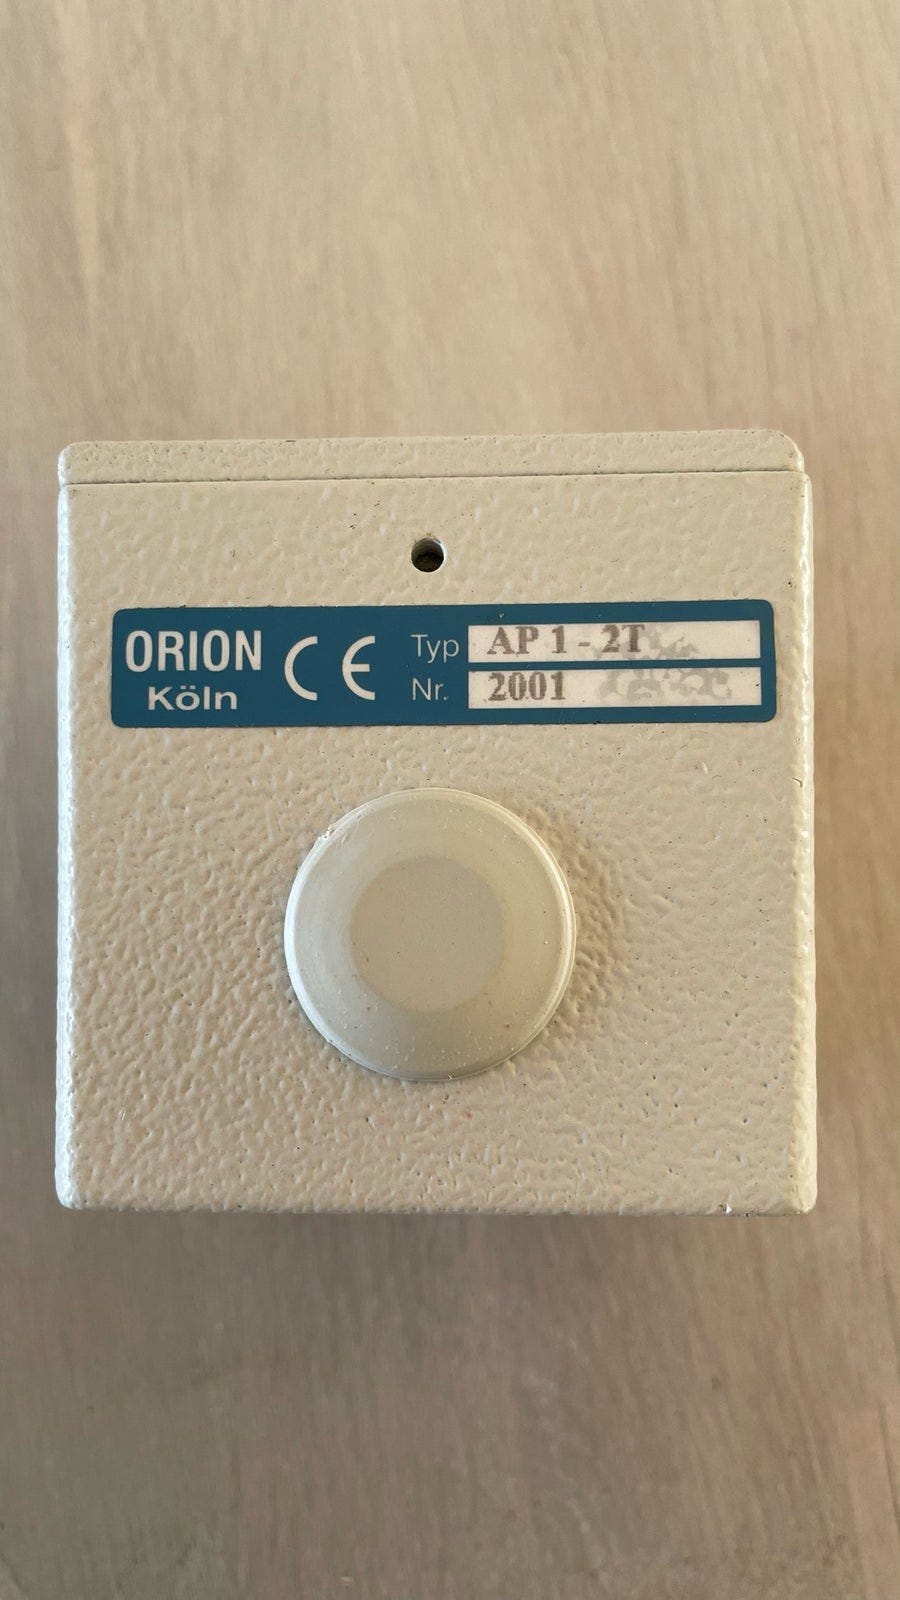 ORION
Köln
CE
Typ AP 1 - 2T
Nr. 2001